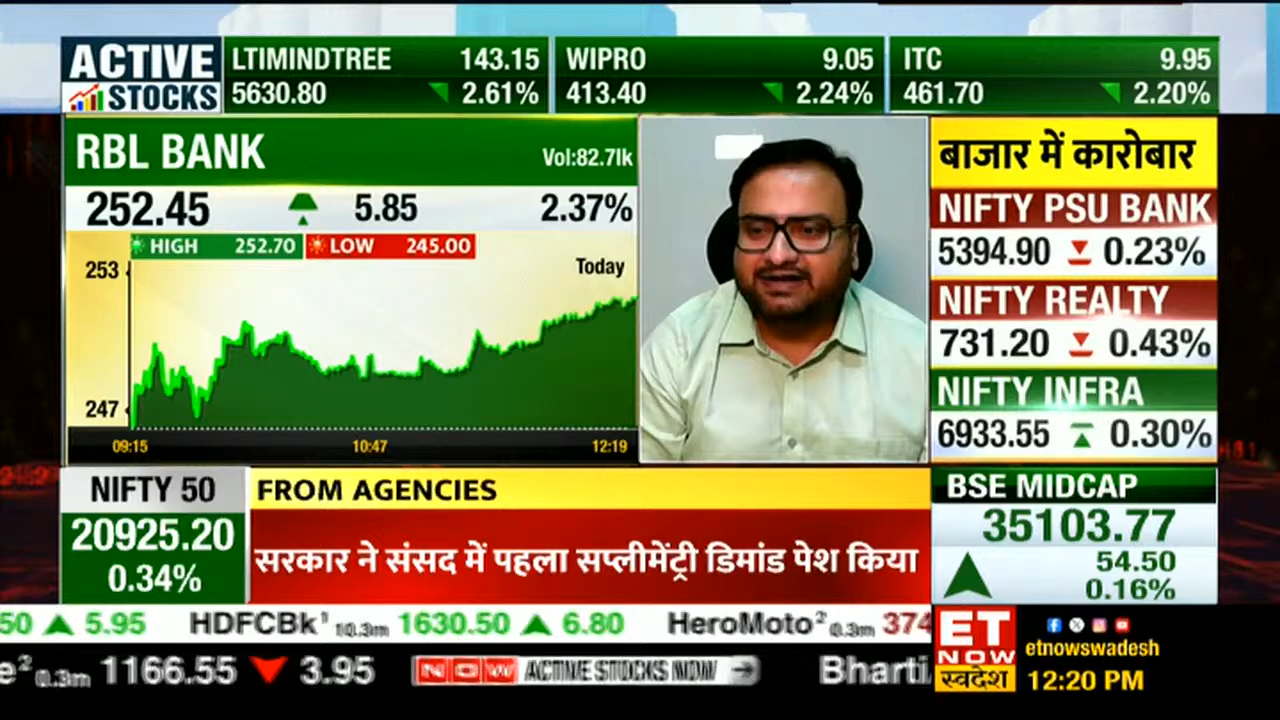 ACTIVE
STOCKS
LTIMINDTREE 143.15
5630.80 2.61%
WIPRO 9.05
413.40 2.24%
ITC 9.95
461.70 2.20%
RBL BANK Vol:82.7lk
252.45 5.85 2.37%
HIGH 252.70 LOW 245.00
Today
253
247
09:15 10:47 12:19
बाजार में कारोबार
NIFTY PSU BANK
5394.90 0.23%
NIFTY REALTY
731.20 0.43%
NIFTY INFRA
6933.55 0.30%
NIFTY 50
20925.20
0.34%
FROM AGENCIES
सरकार ने संसद में पहला सप्लीमेंट्री डिमांड पेश किया
BSE MIDCAP
35103.77
54.50
0.16%
50 5.95 HDFCBk¹ 10.3m 1630.50 6.80 HeroMoto² 0.3m 374
e² 0.3m 1166.55 3.95 NOW ACTIVE STOCKS NOW Bharti
ET
NOW
स्वदेश
etnowswadesh
12:20 PM